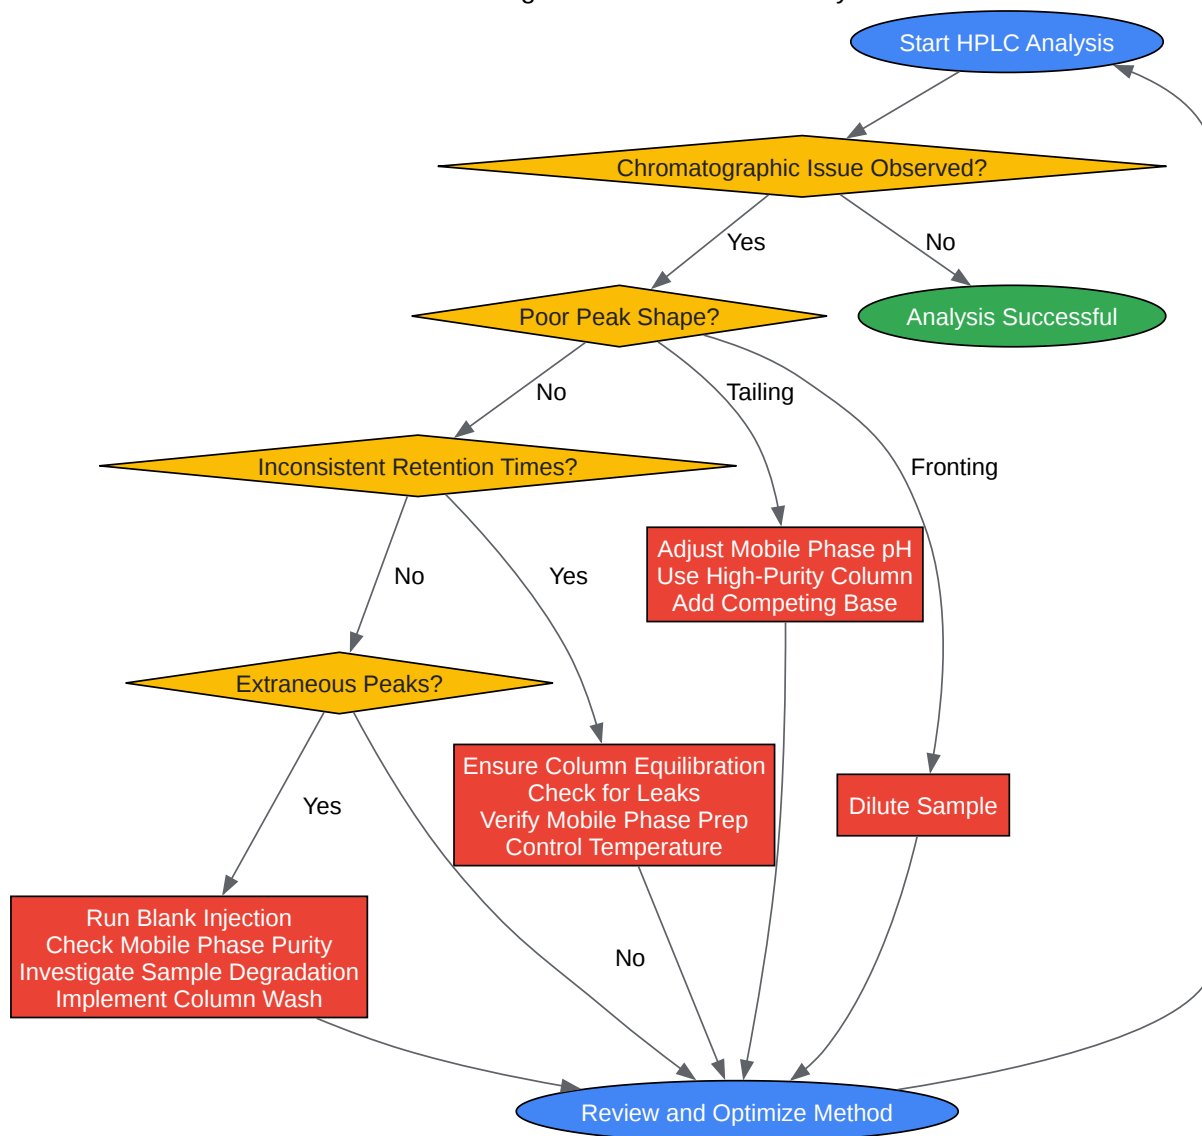 Start HPLC Analysis
Chromatographic Issue Observed?
Yes
No
Poor Peak Shape?
Analysis Successful
No
Tailing
Inconsistent Retention Times?
Fronting
Adjust Mobile Phase pH
Use High-Purity Column
Add Competing Base
No
Yes
Extraneous Peaks?
Ensure Column Equilibration
Check for Leaks
Verify Mobile Phase Prep
Control Temperature
Dilute Sample
Yes
Run Blank Injection
Check Mobile Phase Purity
Investigate Sample Degradation
Implement Column Wash
No
Review and Optimize Method